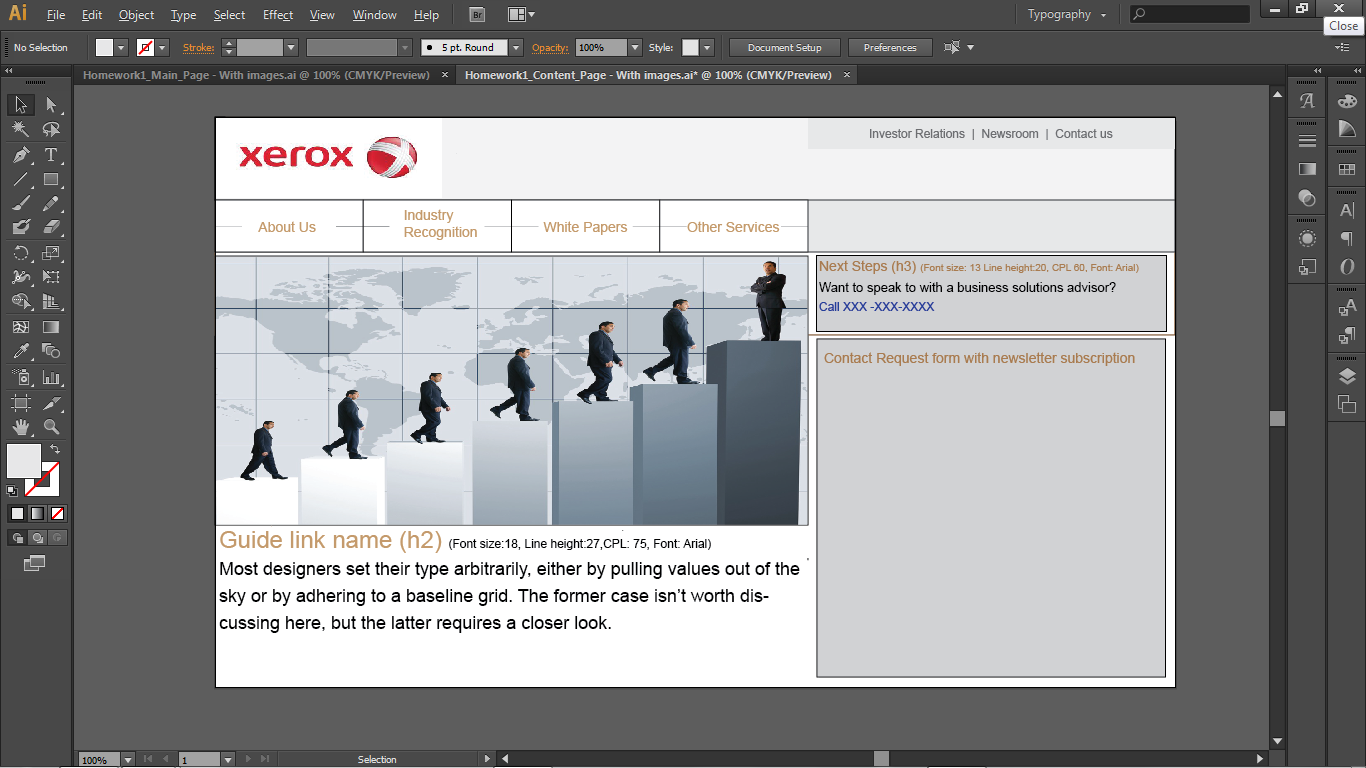 Ai File Edit Object Type Select Effect View Window Help Br Typography
Close
No Selection Stroke: 5 pt. Round Opacity: 100% Style: Document Setup Preferences
Homework1_Main_Page - With images.ai @ 100% (CMYK/Preview) × Homework1_Content_Page - With images.ai* @ 100% (CMYK/Preview) ×
Investor Relations | Newsroom | Contact us
xerox
About Us
Industry
Recognition
White Papers
Other Services
Next Steps (h3) (Font size: 13 Line height:20, CPL 60, Font: Arial)
Want to speak to with a business solutions advisor?
Call XXX -XXX-XXXX
Contact Request form with newsletter subscription
Guide link name (h2) (Font size:18, Line height:27,CPL: 75, Font: Arial)
Most designers set their type arbitrarily, either by pulling values out of the
sky or by adhering to a baseline grid. The former case isn’t worth dis-
cussing here, but the latter requires a closer look.
100% 1 Selection